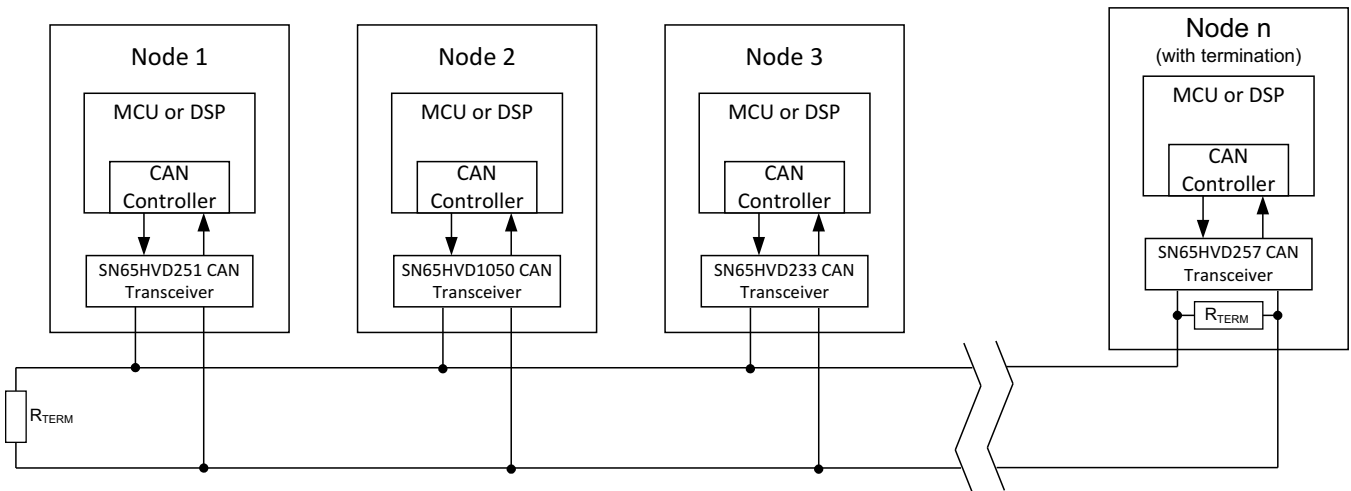 Node 1
MCU or DSP
CAN
Controller
SN65HVD251 CAN
Transceiver
Node 2
MCU or DSP
CAN
Controller
SN65HVD1050 CAN
Transceiver
Node 3
MCU or DSP
CAN
Controller
SN65HVD233 CAN
Transceiver
Node n
(with termination)
MCU or DSP
CAN
Controller
SN65HVD257 CAN
Transceiver
RTERM
RTERM